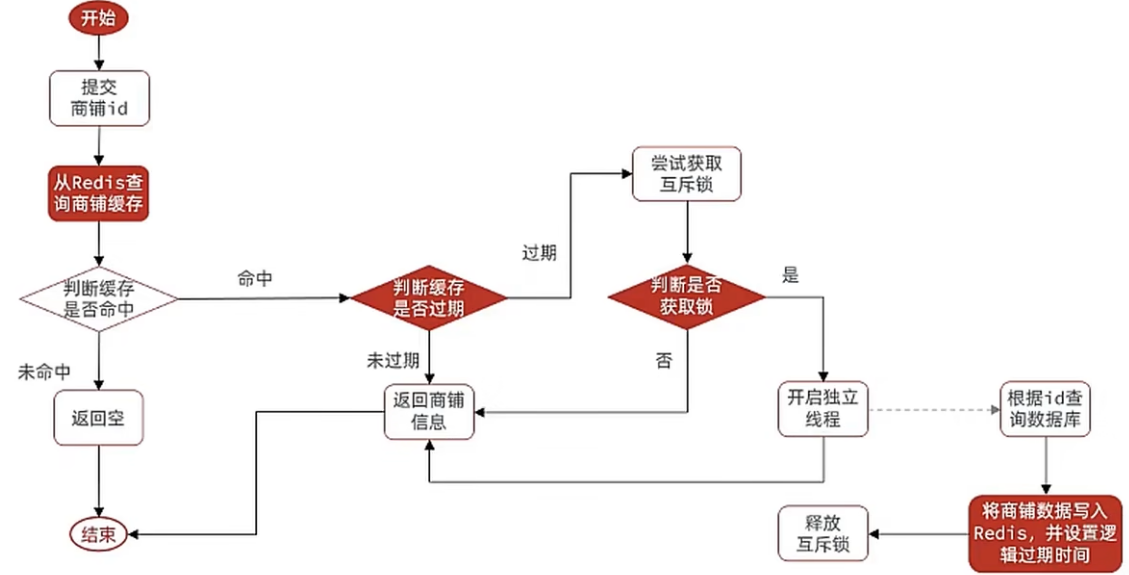 开始
提交
商铺id
从Redis查
询商铺缓存
判断缓存
是否命中
命中
未命中
返回空
结束
判断缓存
是否过期
过期
未过期
返回商铺
信息
尝试获取
互斥锁
判断是否
获取锁
是
否
开启独立
线程
根据id查
询数据库
将商铺数据写入
Redis，并设置逻
辑过期时间
释放
互斥锁